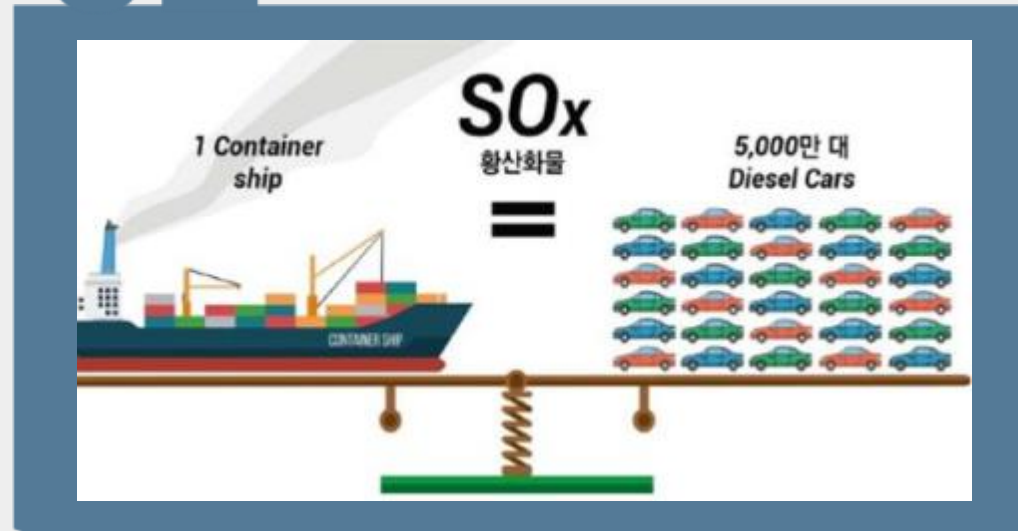 1 Container
ship
SOx
황산화물
=
5,000만 대
Diesel Cars
CONTAINER SHIP